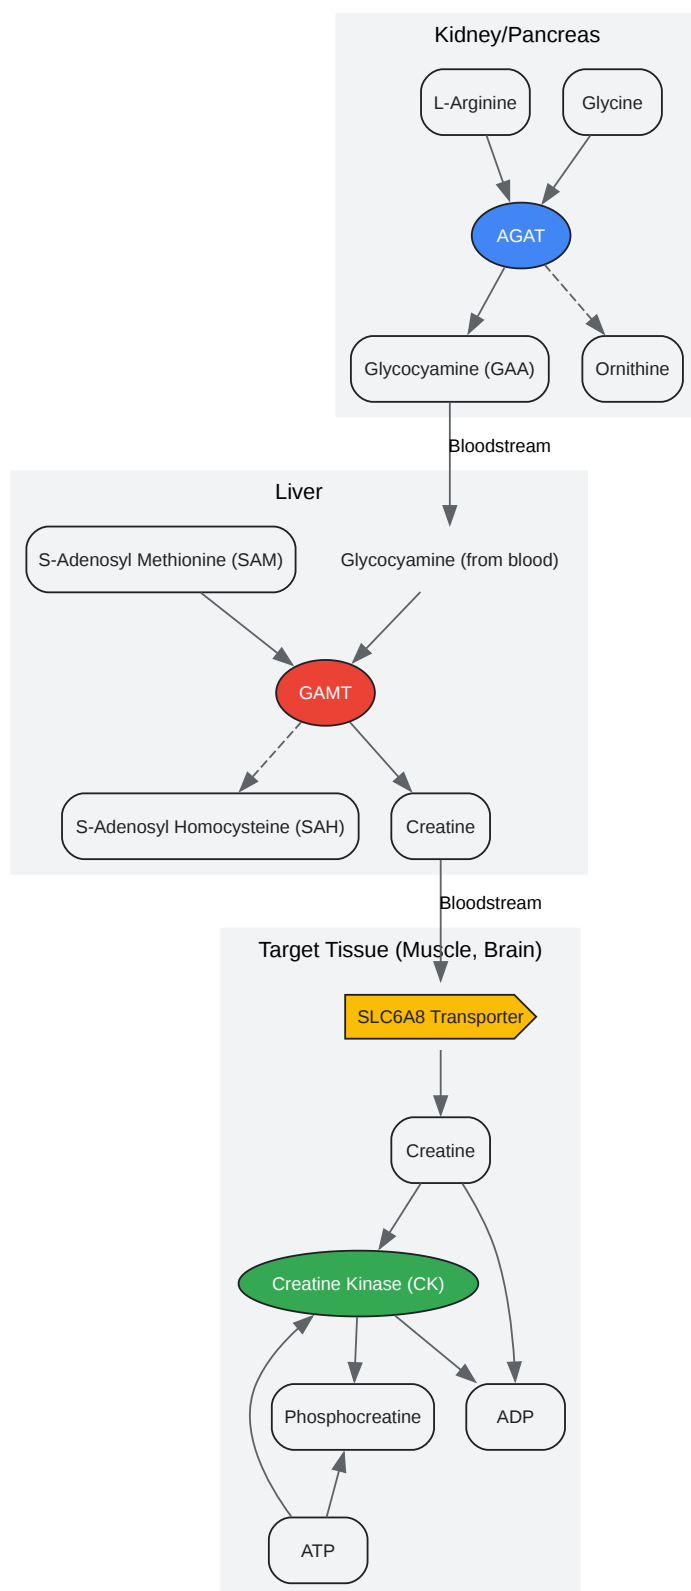 Kidney/Pancreas
L-Arginine
Glycine
AGAT
Glycocyamine (GAA)
Ornithine
Bloodstream
Liver
S-Adenosyl Methionine (SAM)
Glycocyamine (from blood)
GAMT
S-Adenosyl Homocysteine (SAH)
Creatine
Bloodstream
Target Tissue (Muscle, Brain)
SLC6A8 Transporter
Creatine
Creatine Kinase (CK)
Phosphocreatine
ADP
ATP